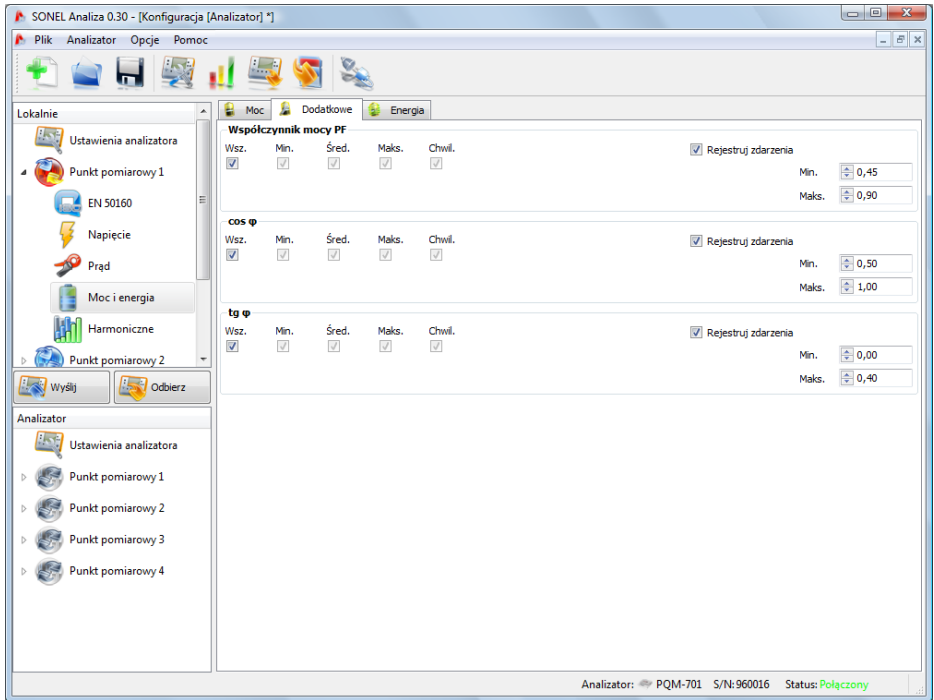 SONEL Analiza 0.30 - [Konfiguracja [Analizator] *]
Plik Analizator Opcje Pomoc
Lokalnie
Ustawienia analizatora
Punkt pomiarowy 1
EN 50160
Napięcie
Prąd
Moc i energia
Harmoniczne
Punkt pomiarowy 2
Wyślij Odbierz
Analizator
Ustawienia analizatora
Punkt pomiarowy 1
Punkt pomiarowy 2
Punkt pomiarowy 3
Punkt pomiarowy 4
Moc Dodatkowe Energia
Współczynnik mocy PF
Wsz. Min. Śred. Maks. Chwil.
Rejestruj zdarzenia
Min. 0,45
Maks. 0,90
cos φ
Wsz. Min. Śred. Maks. Chwil.
Rejestruj zdarzenia
Min. 0,50
Maks. 1,00
tg φ
Wsz. Min. Śred. Maks. Chwil.
Rejestruj zdarzenia
Min. 0,00
Maks. 0,40
Analizator: PQM-701 S/N: 960016 Status: Połączony